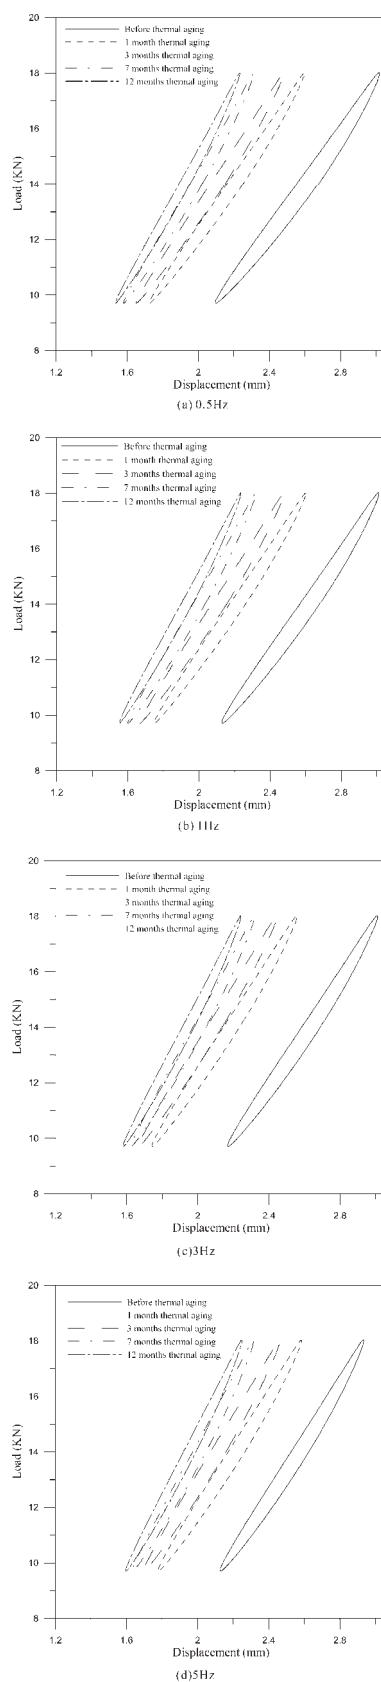 20
Before thermal aging
1 month thermal aging
3 months thermal aging
18
7 months thermal aging
12 months thermal aging
16
Load (KN)
14
12
10
8
1.2 1.6 2 2.4 2.8
Displacement (mm)
(a) 0.5Hz
20
Before thermal aging
1 month thermal aging
3 months thermal aging
18
7 months thermal aging
12 months thermal aging
16
Load (KN)
14
12
10
8
1.2 1.6 2 2.4 2.8
Displacement (mm)
(b) 1Hz
20
Before thermal aging
1 month thermal aging
3 months thermal aging
18
7 months thermal aging
12 months thermal aging
16
Load (KN)
14
12
10
8
1.2 1.6 2 2.4 2.8
Displacement (mm)
(c)3Hz
20
Before thermal aging
1 month thermal aging
3 months thermal aging
18
7 months thermal aging
12 months thermal aging
16
Load (KN)
14
12
10
8
1.2 1.6 2 2.4 2.8
Displacement (mm)
(d)5Hz